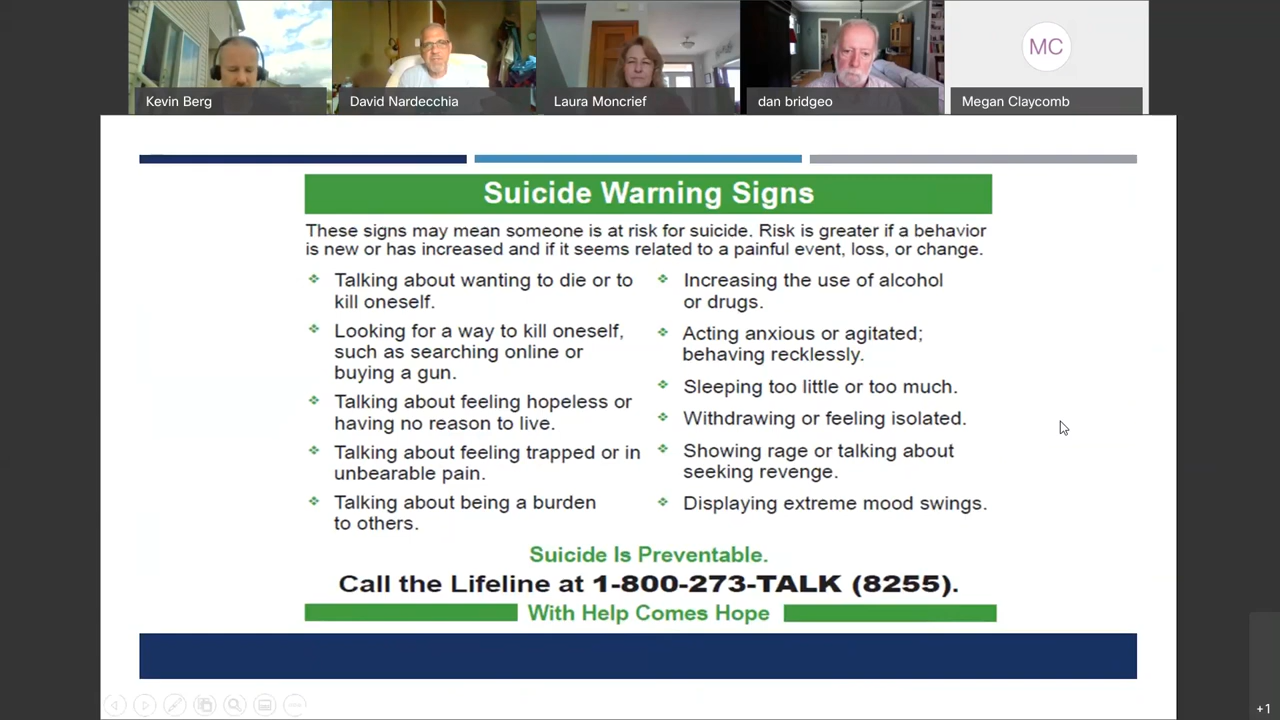 MC
Kevin Berg
David Nardecchia
Laura Moncrief
dan bridgeo
Megan Claycomb
Suicide Warning Signs
These signs may mean someone is at risk for suicide. Risk is greater if a behavior
is new or has increased and if it seems related to a painful event, loss, or change.
Talking about wanting to die or to
kill oneself.
Looking for a way to kill oneself,
such as searching online or
buying a gun.
Talking about feeling hopeless or
having no reason to live.
Talking about feeling trapped or in
unbearable pain.
Talking about being a burden
to others.
Increasing the use of alcohol
or drugs.
Acting anxious or agitated;
behaving recklessly.
Sleeping too little or too much.
Withdrawing or feeling isolated.
Showing rage or talking about
seeking revenge.
Displaying extreme mood swings.
Suicide Is Preventable.
Call the Lifeline at 1-800-273-TALK (8255).
With Help Comes Hope
+1